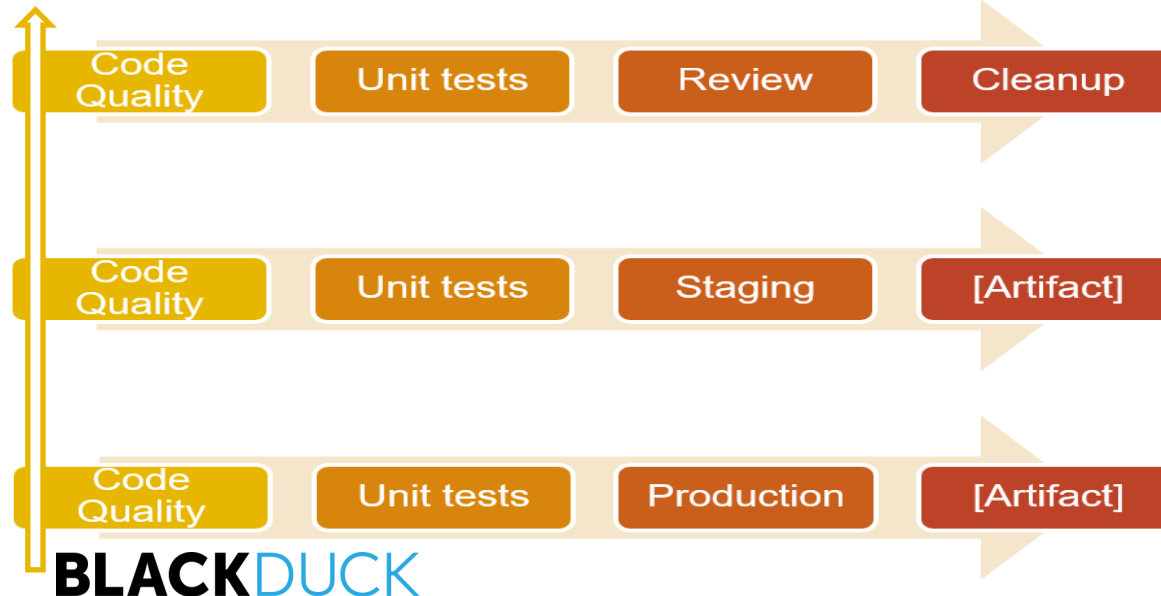 Code
Quality
Unit tests
Review
Cleanup
Code
Quality
Unit tests
Staging
[Artifact]
Code
Quality
Unit tests
Production
[Artifact]
BLACKDUCK